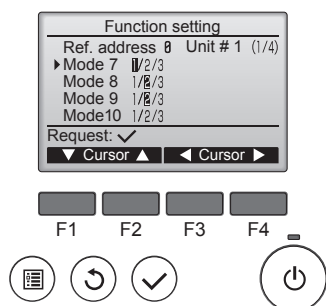 Function setting
Ref. address 0 Unit # 1 (1/4)
Mode 7 1/2/3
Mode 8 1/2/3
Mode 9 1/2/3
Mode10 1/2/3
Request: ✓
▼ Cursor ▲ ◀ Cursor ▶
F1 F2 F3 F4